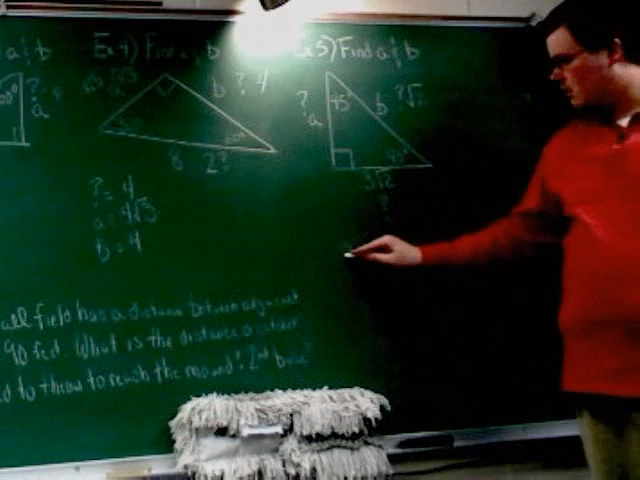 a ; b
?
a
Ex 4) Find a ; b
b ? 4
8 2?
? = 4
a = 4√3
b = 4
Ex 5) Find a ; b
?
a
45°
b ?√2
3√2
?
all field has a distance between adjacent
90 feet. What is the distance a catcher
to throw to reach the mound? 2nd base?